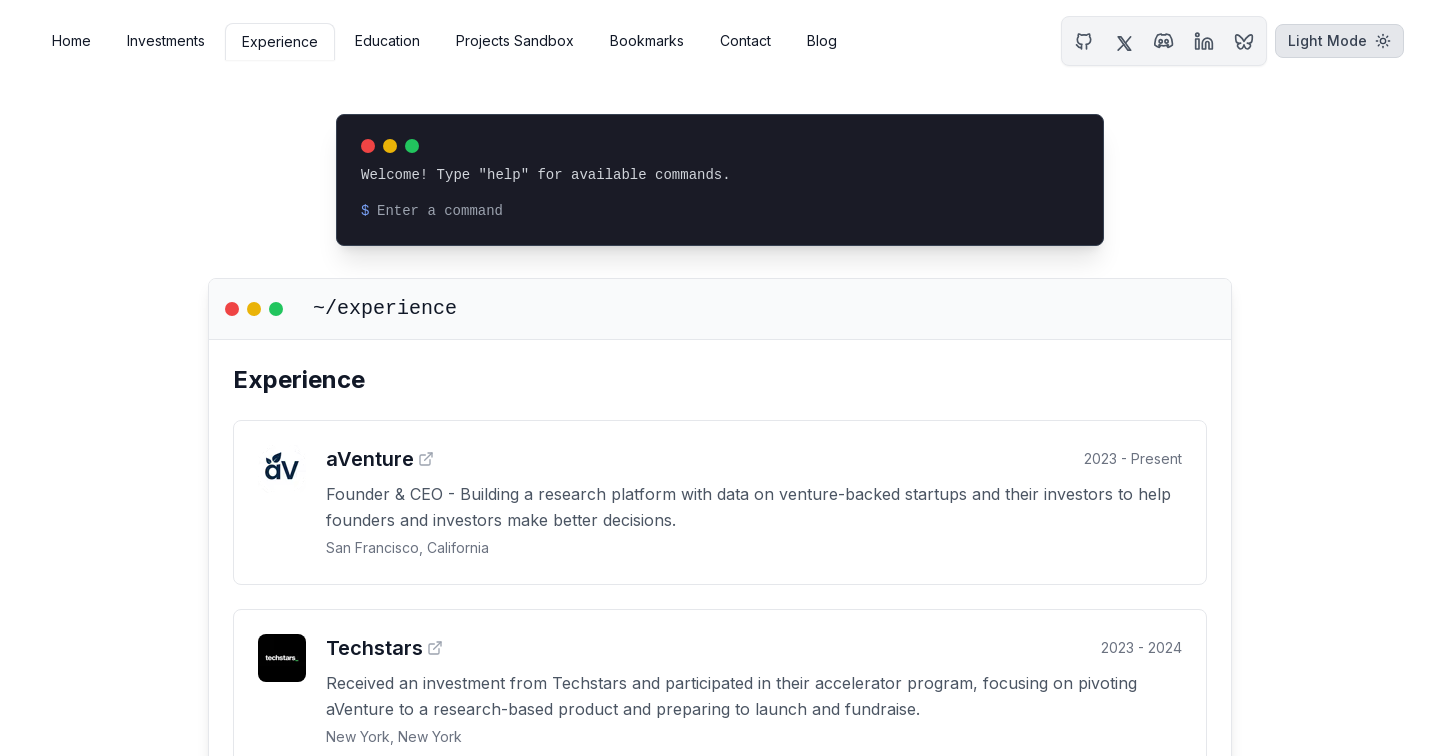 Home Investments Experience Education Projects Sandbox Bookmarks Contact Blog Light Mode
Welcome! Type "help" for available commands.
$ Enter a command
~/experience
Experience
av
aVenture 2023 - Present
Founder & CEO - Building a research platform with data on venture-backed startups and their investors to help
founders and investors make better decisions.
San Francisco, California
techstars_
Techstars 2023 - 2024
Received an investment from Techstars and participated in their accelerator program, focusing on pivoting
aVenture to a research-based product and preparing to launch and fundraise.
New York, New York